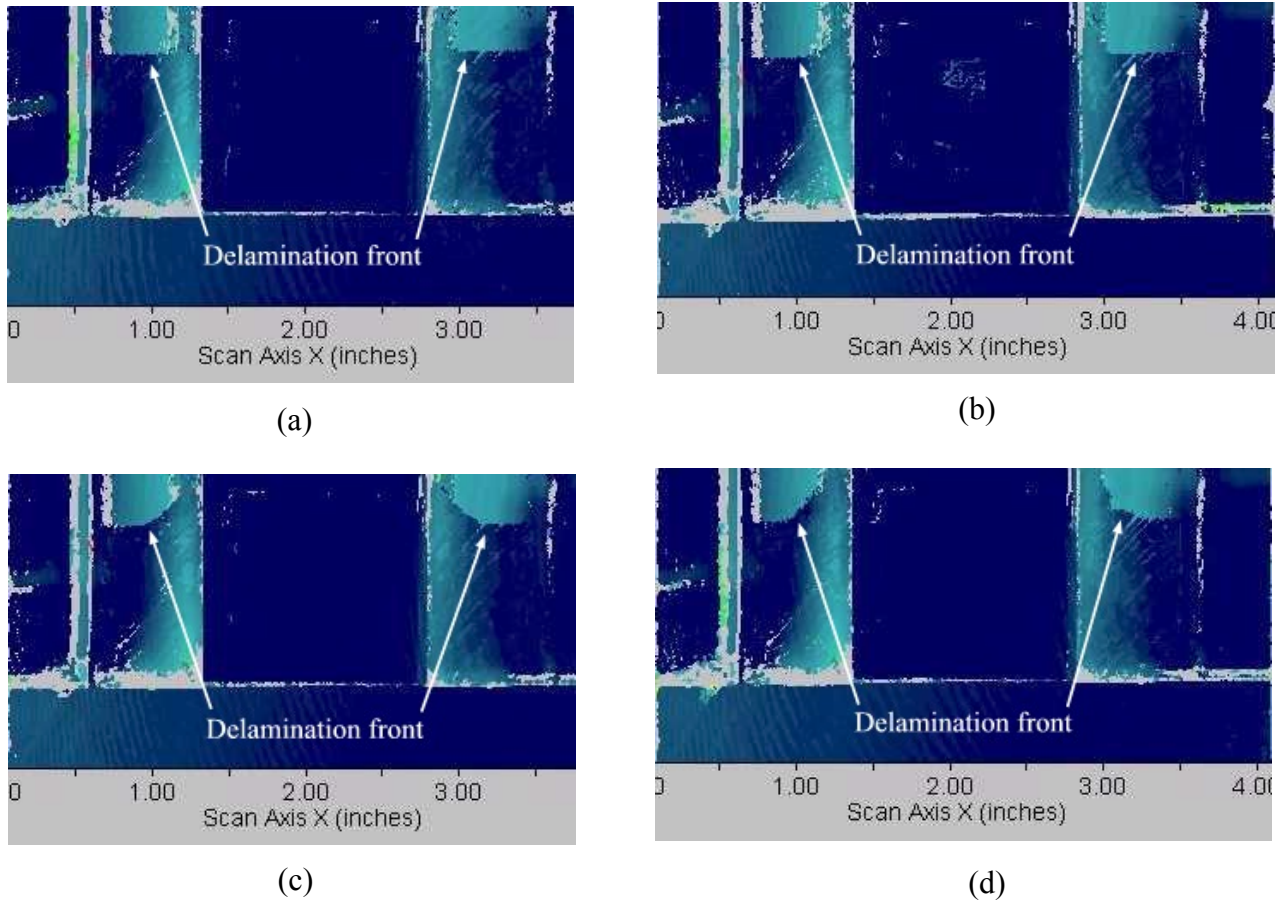 Delamination front
0 1.00 2.00 3.00
Scan Axis X (inches)
(a)
Delamination front
0 1.00 2.00 3.00 4.00
Scan Axis X (inches)
(b)
Delamination front
0 1.00 2.00 3.00
Scan Axis X (inches)
(c)
Delamination front
0 1.00 2.00 3.00 4.00
Scan Axis X (inches)
(d)